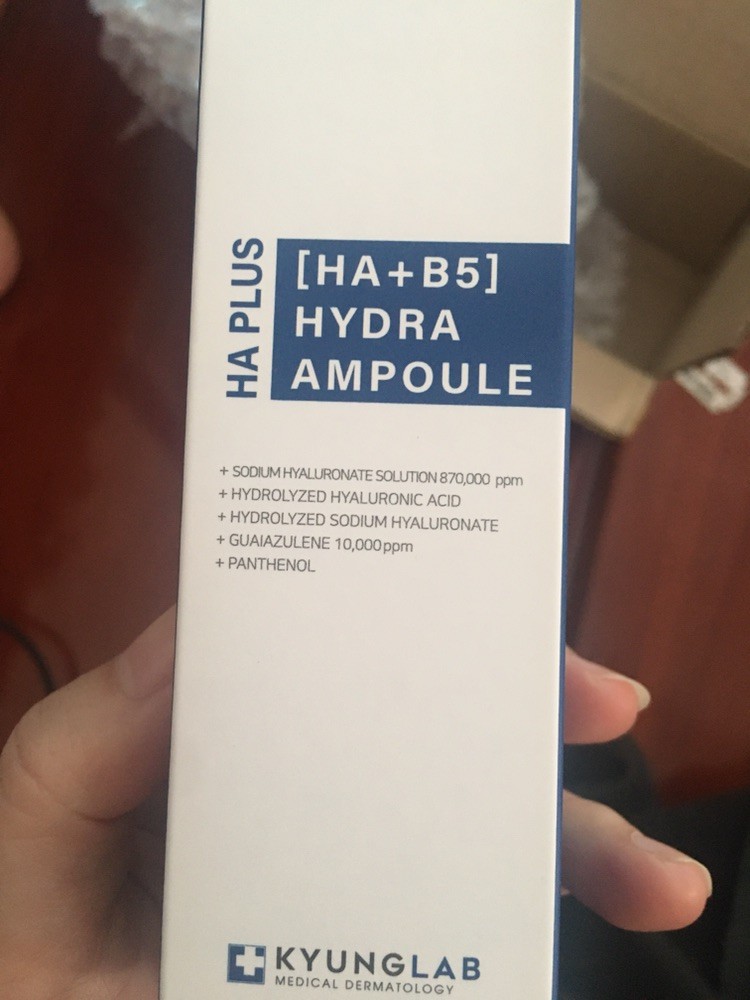 HA PLUS
[HA+B5]
HYDRA
AMPOULE
+ SODIUM HYALURONATE SOLUTION 870,000 ppm
+ HYDROLYZED HYALURONIC ACID
+ HYDROLYZED SODIUM HYALURONATE
+ GUAIAZULENE 10,000ppm
+ PANTHENOL
KYUNGLAB
MEDICAL DERMATOLOGY